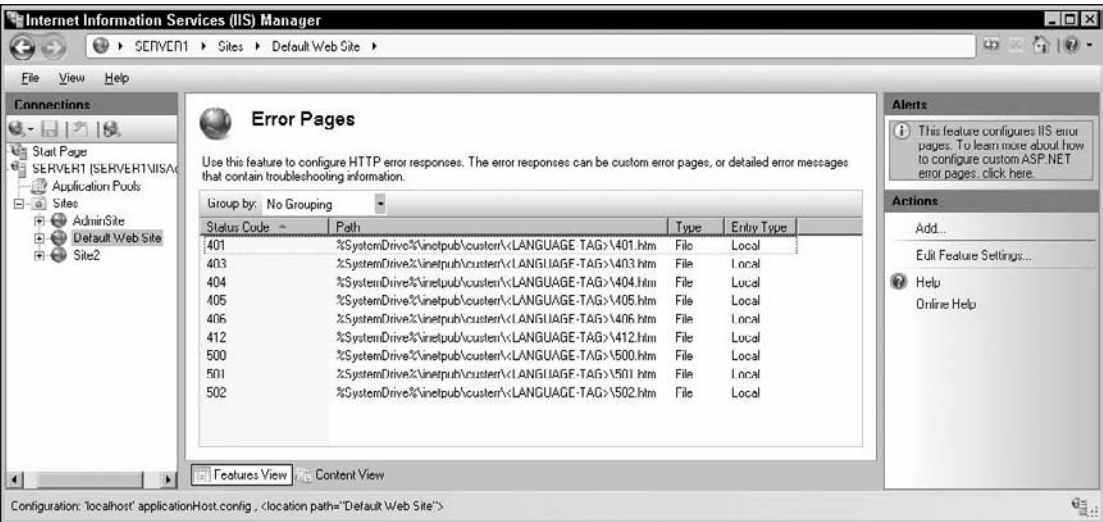 Internet Information Services (IIS) Manager
SERVER1 Sites Default Web Site
File View Help
Connections
Start Page
SERVER1 (SERVER1\IISA
Application Pools
Sites
AdminSite
Default Web Site
Site2
Error Pages
Use this feature to configure HTTP error responses. The error responses can be custom error pages, or detailed error messages
that contain troubleshooting information.
Group by: No Grouping
Status Code Path Type Entry Type
401 %SystemDrive%\inetpub\custerr\<LANGUAGE-TAG>\401.htm File Local
403 %SystemDrive%\inetpub\custerr\<LANGUAGE-TAG>\403.htm File Local
404 %SystemDrive%\inetpub\custerr\<LANGUAGE-TAG>\404.htm File Local
405 %SystemDrive%\inetpub\custerr\<LANGUAGE-TAG>\405.htm File Local
406 %SystemDrive%\inetpub\custerr\<LANGUAGE-TAG>\406.htm File Local
412 %SystemDrive%\inetpub\custerr\<LANGUAGE-TAG>\412.htm File Local
500 %SystemDrive%\inetpub\custerr\<LANGUAGE-TAG>\500.htm File Local
501 %SystemDrive%\inetpub\custerr\<LANGUAGE-TAG>\501.htm File Local
502 %SystemDrive%\inetpub\custerr\<LANGUAGE-TAG>\502.htm File Local
Features View Content View
Alerts
This feature configures IIS error
pages. To learn more about how
to configure custom ASP.NET
error pages, click here.
Actions
Add...
Edit Feature Settings...
Help
Online Help
Configuration: 'localhost' applicationHost.config , <location path="Default Web Site">